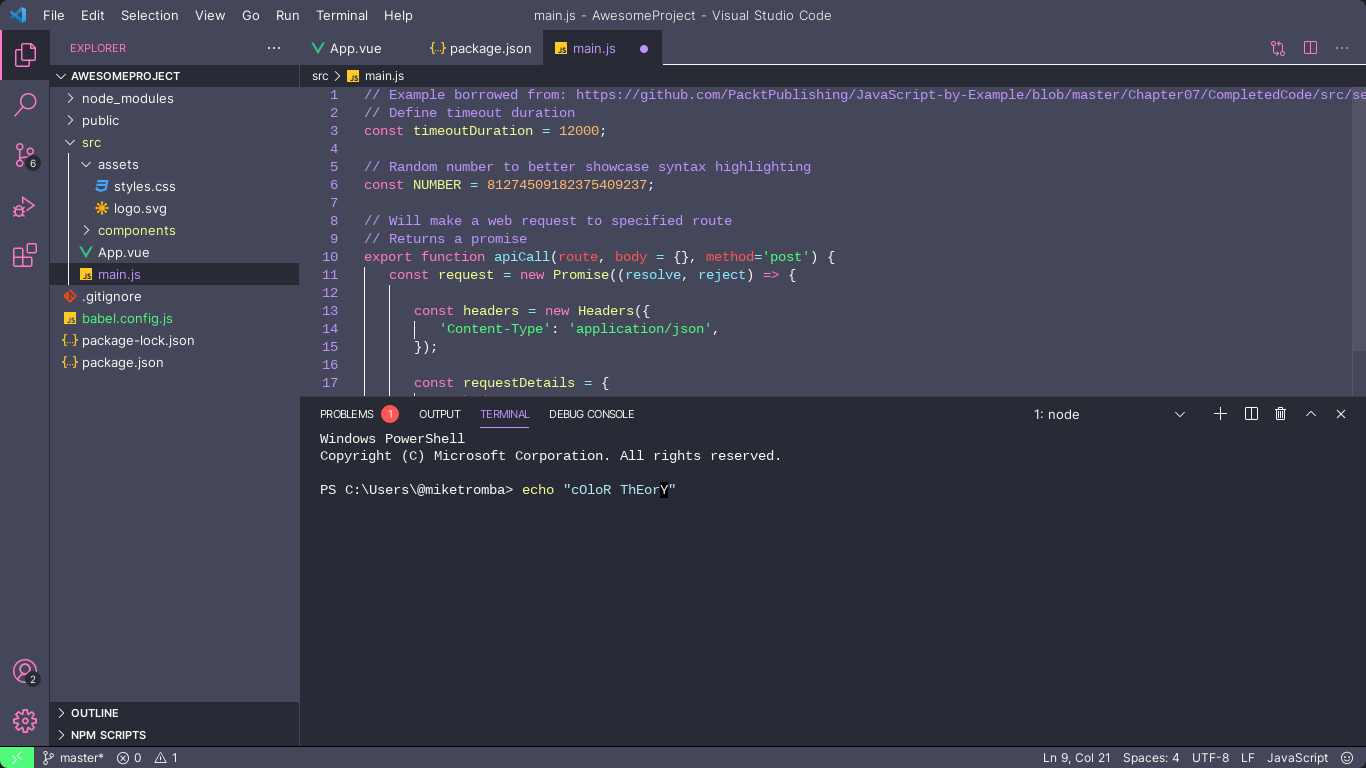 File Edit Selection View Go Run Terminal Help main.js - AwesomeProject - Visual Studio Code
EXPLORER
App.vue
package.json
main.js
AWESOMEPROJECT
node_modules
public
src
assets
styles.css
logo.svg
components
App.vue
main.js
.gitignore
babel.config.js
package-lock.json
package.json
OUTLINE
NPM SCRIPTS
6
2
src > main.js
1 // Example borrowed from: https://github.com/PacktPublishing/JavaScript-by-Example/blob/master/Chapter07/CompletedCode/src/se
2 // Define timeout duration
3 const timeoutDuration = 12000;
4
5 // Random number to better showcase syntax highlighting
6 const NUMBER = 81274509182375409237;
7
8 // Will make a web request to specified route
9 // Returns a promise
10 export function apiCall(route, body = {}, method='post') {
11 const request = new Promise((resolve, reject) => {
12
13 const headers = new Headers({
14 'Content-Type': 'application/json',
15 });
16
17 const requestDetails = {
PROBLEMS 1 OUTPUT TERMINAL DEBUG CONSOLE 1: node
Windows PowerShell
Copyright (C) Microsoft Corporation. All rights reserved.
PS C:\Users\@miketromba> echo "cOloR ThEorY"
master* 0 1 Ln 9, Col 21 Spaces: 4 UTF-8 LF JavaScript